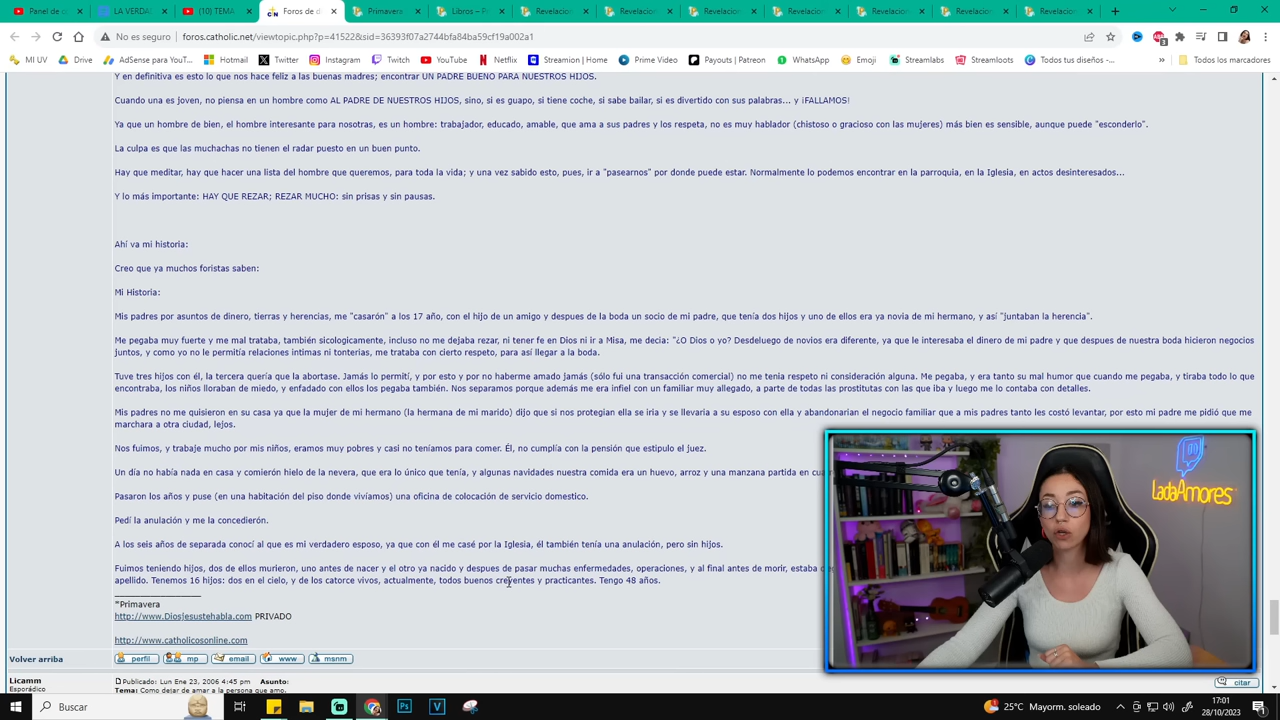 Panel de c
LA VERDAS
(10) TEMA
Foros de d
Primavera
Libros – P
Revelacion
Revelacion
Revelacion
Revelacion
Revelacion
Revelacion
Revelacion
No es seguro
foros.catholic.net/viewtopic.php?p=41522&sid=36393f07a2744bfa84ba59cf19a002a1
MI UV
Drive
AdSense para YouT...
Hotmail
Instagram
Twitter
Twitch
YouTube
Netflix
Streamion | Home
Prime Video
Payouts | Patreon
WhatsApp
Emoji
Streamlabs
Streamloots
Todos tus diseños -...
Todos los marcadores
Y en definitiva es esto lo que nos hace feliz a las buenas madres; encontrar UN PADRE BUENO PARA NUESTROS HIJOS.
Cuando una es joven, no piensa en un hombre como AL PADRE DE NUESTROS HIJOS, sino, si es guapo, si tiene coche, si sabe bailar, si es divertido con sus palabras... y ¡FALLAMOS!
Ya que un hombre de bien, el hombre interesante para nosotras, es un hombre: trabajador, educado, amable, que ama a sus padres y los respeta, no es muy hablador (chistoso o gracioso con las mujeres) más bien es sensible, aunque puede "esconderlo".
La culpa es que las muchachas no tienen el radar puesto en un buen punto.
Hay que meditar, hay que hacer una lista del hombre que queremos, para toda la vida; y una vez sabido esto, pues, ir a "pasearnos" por donde puede estar. Normalmente lo podemos encontrar en la parroquia, en la Iglesia, en actos desinteresados...
Y lo más importante: HAY QUE REZAR; REZAR MUCHO: sin prisas y sin pausas.
Ahí va mi historia:
Creo que ya muchos foristas saben:
Mi Historia:
Mis padres por asuntos de dinero, tierras y herencias, me "casarón" a los 17 año, con el hijo de un amigo y despues de la boda un socio de mi padre, que tenía dos hijos y uno de ellos era ya novia de mi hermano, y así "juntaban la herencia".
Me pegaba muy fuerte y me mal trataba, también sicologicamente, incluso no me dejaba rezar, ni tener fe en Dios ni ir a Misa, me decia: "¿O Dios o yo? Desdeluego de novios era diferente, ya que le interesaba el dinero de mi padre y que despues de nuestra boda hicieron negocios
juntos, y como yo no le permitía relaciones intimas ni tonterias, me trataba con cierto respeto, para así llegar a la boda.
Tuve tres hijos con él, la tercera quería que la abortase. Jamás lo permití, y por esto y por no haberme amado jamás (sólo fui una transacción comercial) no me tenia respeto ni consideración alguna. Me pegaba, y era tanto su mal humor que cuando me pegaba, y tiraba todo lo que
encontraba, los niños lloraban de miedo, y enfadado con ellos los pegaba también. Nos separamos porque además me era infiel con un familiar muy allegado, a parte de todas las prostitutas con las que iba y luego me lo contaba con detalles.
Mis padres no me quisieron en su casa ya que la mujer de mi hermano (la hermana de mi marido) dijo que si nos protegian ella se iria y se llevaria a su esposo con ella y abandonarian el negocio familiar que a mis padres tanto les costó levantar, por esto mi padre me pidió que me
marchara a otra ciudad, lejos.
Nos fuimos, y trabaje mucho por mis niños, eramos muy pobres y casi no teníamos para comer. Él, no cumplía con la pensión que estipulo el juez.
Un día no había nada en casa y comierón hielo de la nevera, que era lo único que tenía, y algunas navidades nuestra comida era un huevo, arroz y una manzana partida en
Pasaron los años y puse (en una habitación del piso donde vivíamos) una oficina de colocación de servicio domestico.
Pedí la anulación y me la concedierón.
A los seis años de separada conocí al que es mi verdadero esposo, ya que con él me casé por la Iglesia, él también tenía una anulación, pero sin hijos.
Fuimos teniendo hijos, dos de ellos murieron, uno antes de nacer y el otro ya nacido y despues de pasar muchas enfermedades, operaciones, y al final antes de morir, estaba
apellido. Tenemos 16 hijos: dos en el cielo, y de los catorce vivos, actualmente, todos buenos creyentes y practicantes. Tengo 48 años.
"Primavera
http://www.Diosjesustehabla.com PRIVADO
http://www.catholicosonline.com
Volver arriba
perfil
mp
email
www
msnm
Licamm
Esporádico
Publicado: Lun Ene 23, 2006 4:45 pm Asunto:
Tema: Como dejar de amar a la persona que amo.
citar
LadaAmores
Buscar
25°C Mayorm. soleado
17:01
28/10/2023